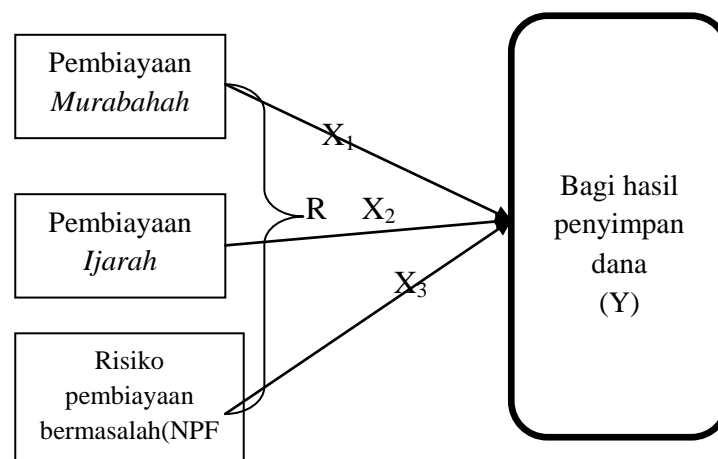 Pembiayaan
Murabahah
X1
Pembiayaan
Ijarah
R
X2
X3
Risiko
pembiayaan
bermasalah(NPF
Bagi hasil
penyimpan
dana
(Y)